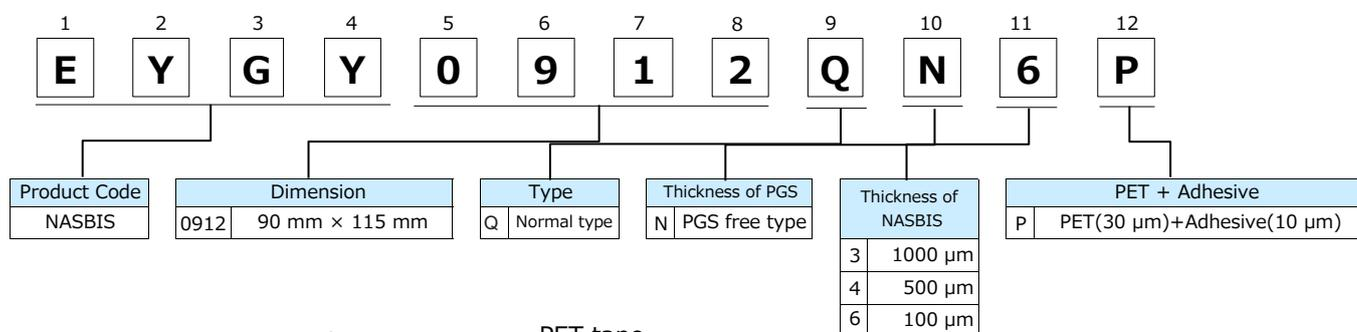 1 2 3 4 5 6 7 8 9 10 11 12
E Y G Y 0 9 1 2 Q N 6 P
Product Code
NASBIS
Dimension
0912 90 mm × 115 mm
Type
Q Normal type
Thickness of PGS
N PGS free type
Thickness of
NASBIS
3 1000 μm
4 500 μm
6 100 μm
PET + Adhesive
P PET(30 μm)+Adhesive(10 μm)
PET tape